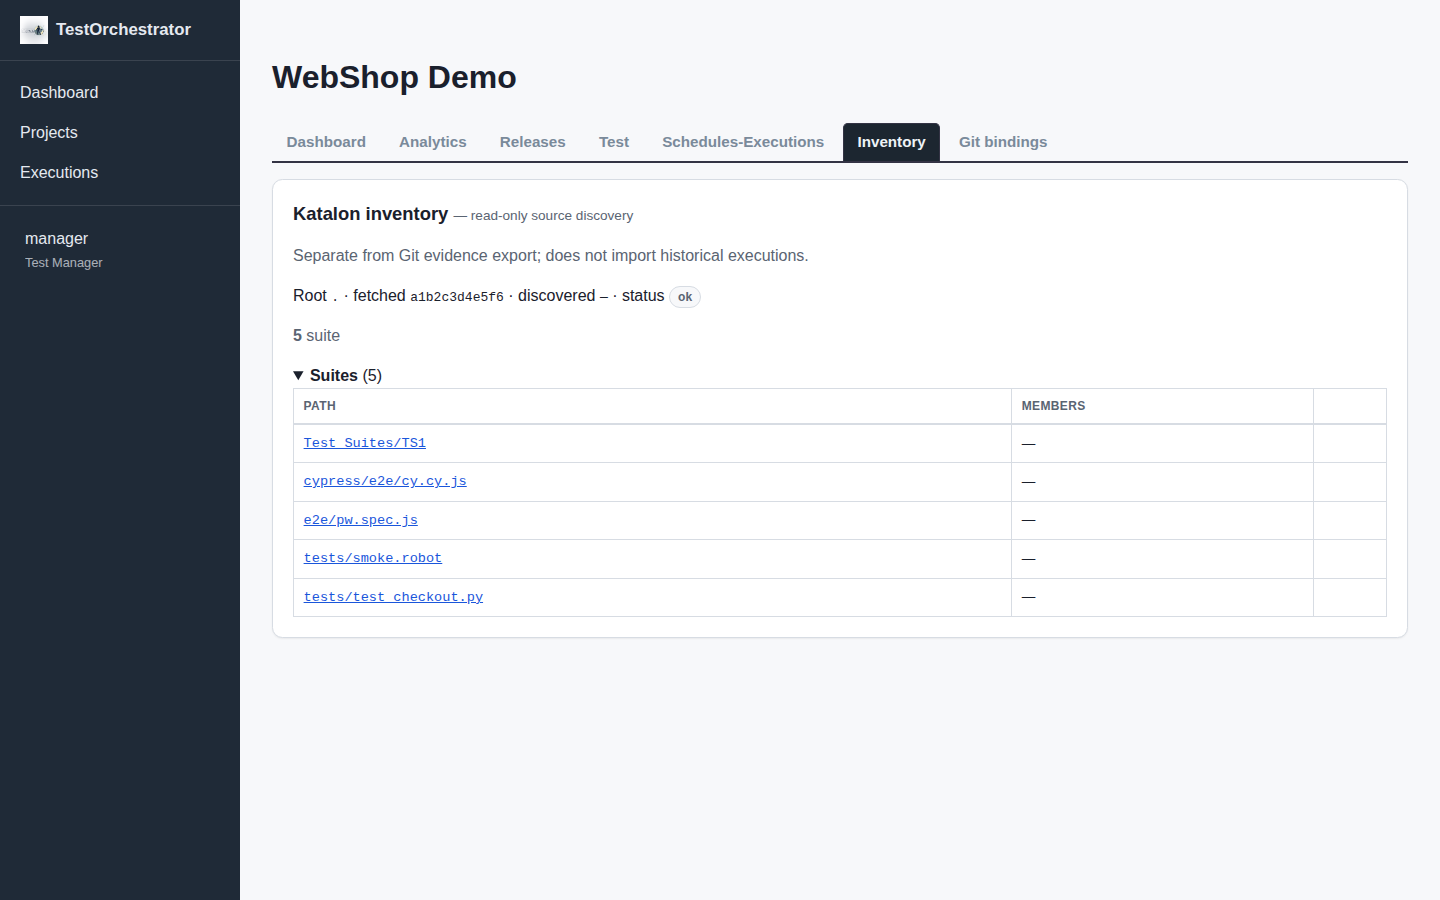 TestOrchestrator
Dashboard
Projects
Executions
manager
Test Manager
WebShop Demo
Dashboard Analytics Releases Test Schedules-Executions Inventory Git bindings
Katalon inventory — read-only source discovery
Separate from Git evidence export; does not import historical executions.
Root . · fetched a1b2c3d4e5f6 · discovered – · status ok
5 suite
▼ Suites (5)
PATH MEMBERS
Test Suites/TS1 —
cypress/e2e/cy.cy.js —
e2e/pw.spec.js —
tests/smoke.robot —
tests/test_checkout.py —